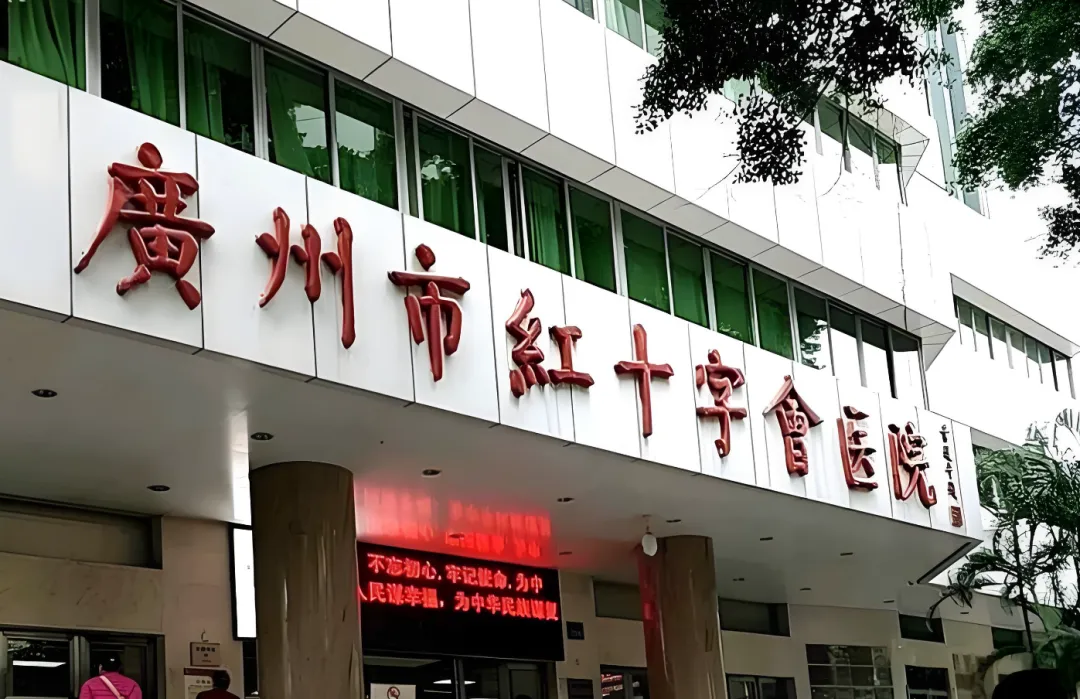 廣州市紅十字會医院
不忘初心，牢记使命，为中
人民谋幸福，为中华民族谋复